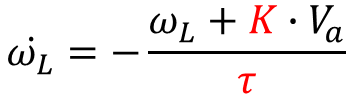 ω̇_L = − (ω_L + K · V_a) / τ